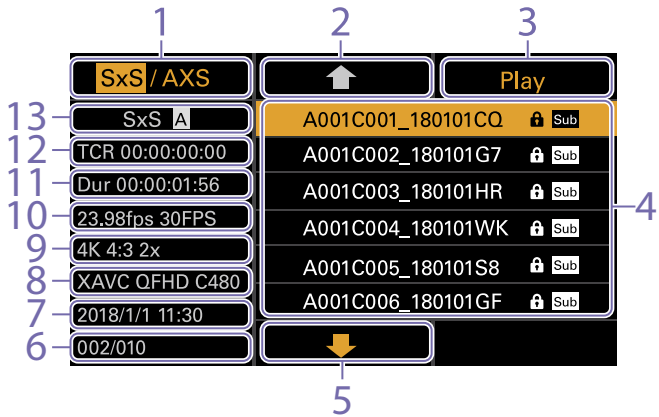 1 2 3
SxS / AXS Play
13 SxS A A001C001_180101CQ Sub
12 TCR 00:00:00:00 A001C002_180101G7 Sub
11 Dur 00:00:01:56 A001C003_180101HR Sub
10 23.98fps 30FPS A001C004_180101WK Sub 4
9 4K 4:3 2x
8 XAVC QFHD C480 A001C005_180101S8 Sub
7 2018/1/1 11:30 A001C006_180101GF Sub
6 002/010
5